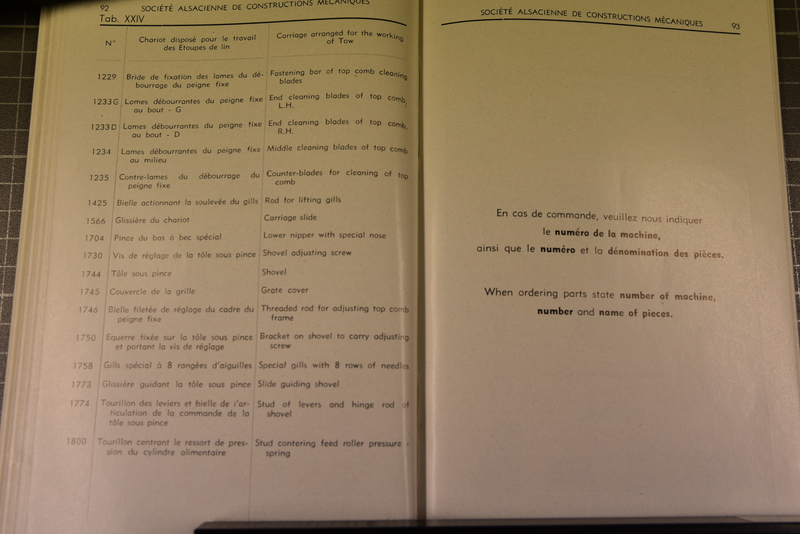 92 SOCIÉTÉ ALSACIENNE DE CONSTRUCTIONS MÉCANIQUES
Tab. XXIV
N° Chariot disposé pour le travail Carriage arranged for the working
des Étoupes de lin of Tow
1229 Bride de fixation des lames du dé- Fastening bar of top comb cleaning
bourrage du peigne fixe blades
1233 G Lames débourrantes du peigne fixe End cleaning blades of top comb,
au bout - G L.H.
1233 D Lames débourrantes du peigne fixe End cleaning blades of top comb,
au bout - D R.H.
1234 Lames débourrantes du peigne fixe Middle cleaning blades of top comb
au milieu
1235 Contre-lames du débourrage du Counter-blades for cleaning of top
peigne fixe comb
1425 Bielle actionnant la soulevée du gills Rod for lifting gills
1566 Glissière du chariot Carriage slide
1704 Pince du bas à bec spécial Lower nipper with special nose
1730 Vis de réglage de la tôle sous pince Shovel adjusting screw
1744 Tôle sous pince Shovel
1745 Couvercle de la grille Grate cover
1746 Bielle filetée de réglage du cadre du Threaded rod for adjusting top comb
peigne fixe frame
1750 Equerre fixée sur la tôle sous pince Bracket on shovel to carry adjusting
et portant la vis de réglage screw
1758 Gills spécial à 8 rangées d'aiguilles Special gills with 8 rows of needles
1773 Glissière guidant la tôle sous pince Slide guiding shovel
1774 Tourillon des leviers et bielle de l'ar- Stud of levers and hinge rod of
ticulation de la commande de la shovel
tôle sous pince
1800 Tourillon centrant le ressort de pres- Stud centering feed roller pressure -
sion du cylindre alimentaire spring
SOCIÉTÉ ALSACIENNE DE CONSTRUCTIONS MÉCANIQUES 93
En cas de commande, veuillez nous indiquer
le numéro de la machine,
ainsi que le numéro et la dénomination des pièces.
When ordering parts state number of machine,
number and name of pieces.